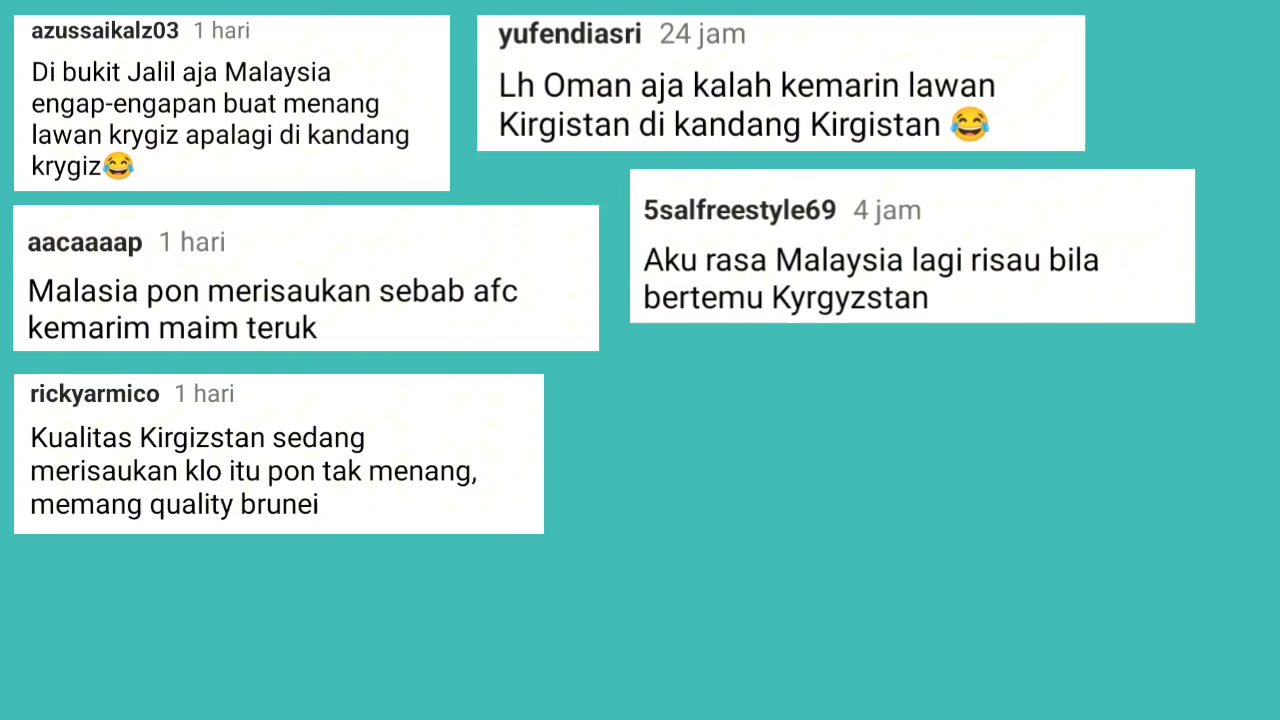 azussaikalz03 1 hari
Di bukit Jalil aja Malaysia
engap-engapan buat menang
lawan krygiz apalagi di kandang
krygiz😂
yufendiasri 24 jam
Lh Oman aja kalah kemarin lawan
Kirgistan di kandang Kirgistan 😂
aacaaaap 1 hari
Malasia pon merisaukan sebab afc
kemarim maim teruk
5salfreestyle69 4 jam
Aku rasa Malaysia lagi risau bila
bertemu Kyrgyzstan
rickyarmico 1 hari
Kualitas Kirgizstan sedang
merisaukan klo itu pon tak menang,
memang quality brunei